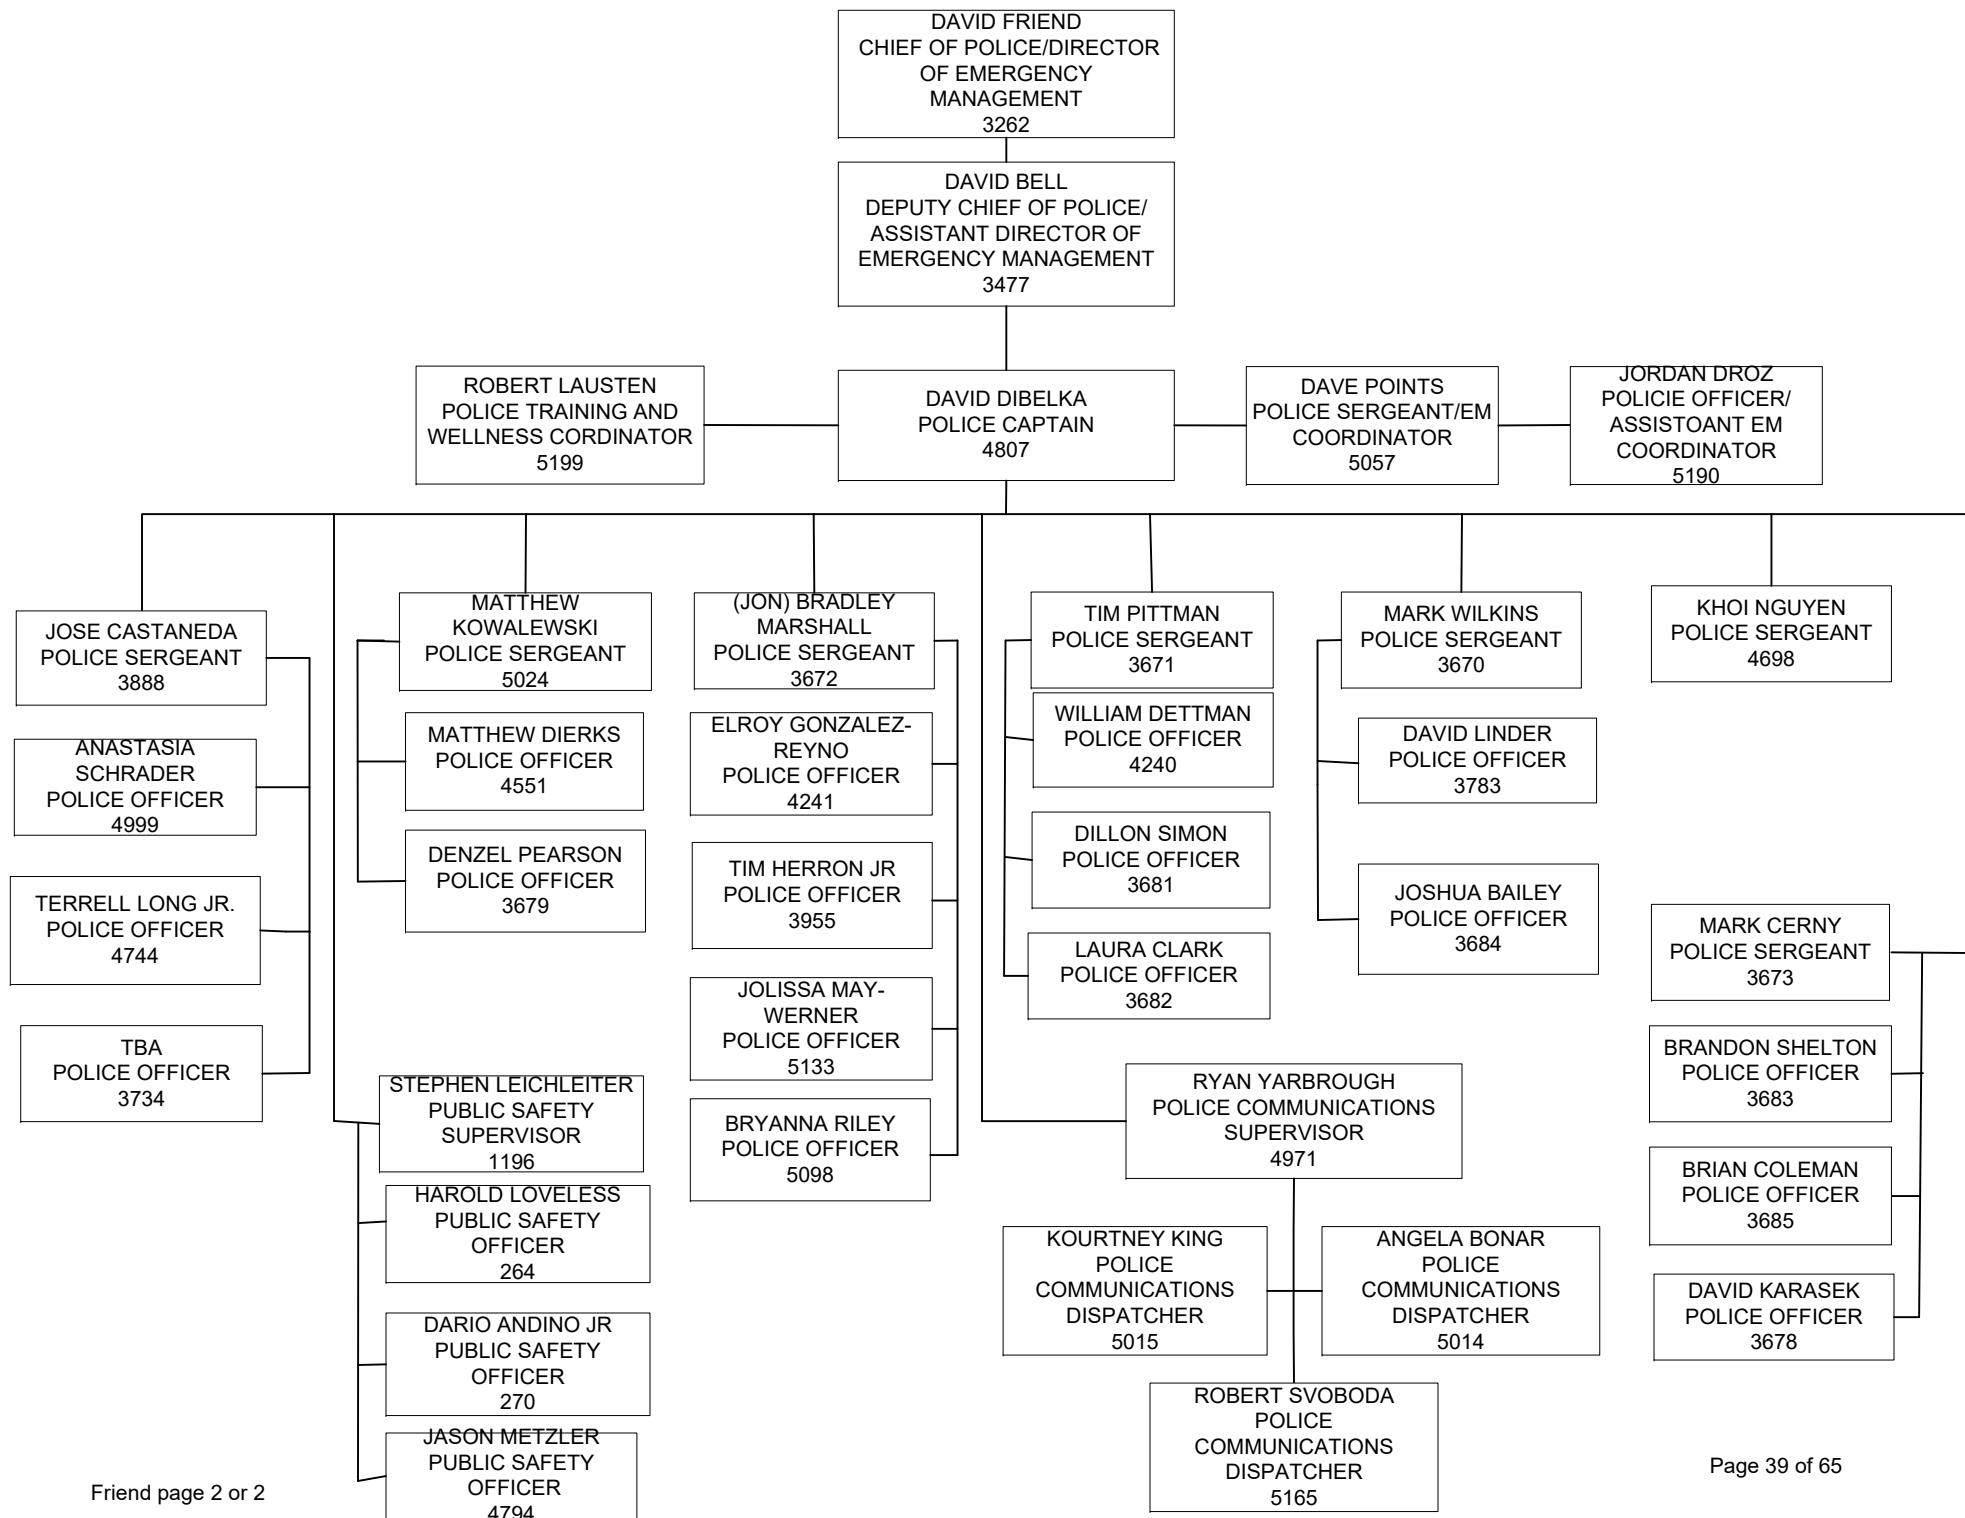 DAVID FRIEND
CHIEF OF POLICE/DIRECTOR
OF EMERGENCY
MANAGEMENT
3262
DAVID BELL
DEPUTY CHIEF OF POLICE/
ASSISTANT DIRECTOR OF
EMERGENCY MANAGEMENT
3477
ROBERT LAUSTEN
POLICE TRAINING AND
WELLNESS CORDINATOR
5199
DAVID DIBELKA
POLICE CAPTAIN
4807
DAVE POINTS
POLICE SERGEANT/EM
COORDINATOR
5057
JORDAN DROZ
POLICIE OFFICER/
ASSISTOANT EM
COORDINATOR
5190
JOSE CASTANEDA
POLICE SERGEANT
3888
ANASTASIA
SCHRADER
POLICE OFFICER
4999
TERRELL LONG JR.
POLICE OFFICER
4744
TBA
POLICE OFFICER
3734
MATTHEW
KOWALEWSKI
POLICE SERGEANT
5024
MATTHEW DIERKS
POLICE OFFICER
4551
DENZEL PEARSON
POLICE OFFICER
3679
STEPHEN LEICHLEITER
PUBLIC SAFETY
SUPERVISOR
1196
HAROLD LOVELESS
PUBLIC SAFETY
OFFICER
264
DARIO ANDINO JR
PUBLIC SAFETY
OFFICER
270
JASON METZLER
PUBLIC SAFETY
OFFICER
4794
(JON) BRADLEY
MARSHALL
POLICE SERGEANT
3672
ELROY GONZALEZ-
REYNO
POLICE OFFICER
4241
TIM HERRON JR
POLICE OFFICER
3955
JOLISSA MAY-
WERNER
POLICE OFFICER
5133
BRYANNA RILEY
POLICE OFFICER
5098
TIM PITTMAN
POLICE SERGEANT
3671
WILLIAM DETTMAN
POLICE OFFICER
4240
DILLON SIMON
POLICE OFFICER
3681
LAURA CLARK
POLICE OFFICER
3682
RYAN YARBROUGH
POLICE COMMUNICATIONS
SUPERVISOR
4971
KOURTNEY KING
POLICE
COMMUNICATIONS
DISPATCHER
5015
ANGELA BONAR
POLICE
COMMUNICATIONS
DISPATCHER
5014
ROBERT SVOBODA
POLICE
COMMUNICATIONS
DISPATCHER
5165
MARK WILKINS
POLICE SERGEANT
3670
DAVID LINDER
POLICE OFFICER
3783
JOSHUA BAILEY
POLICE OFFICER
3684
KHOI NGUYEN
POLICE SERGEANT
4698
MARK CERNY
POLICE SERGEANT
3673
BRANDON SHELTON
POLICE OFFICER
3683
BRIAN COLEMAN
POLICE OFFICER
3685
DAVID KARASEK
POLICE OFFICER
3678
Friend page 2 or 2
Page 39 of 65